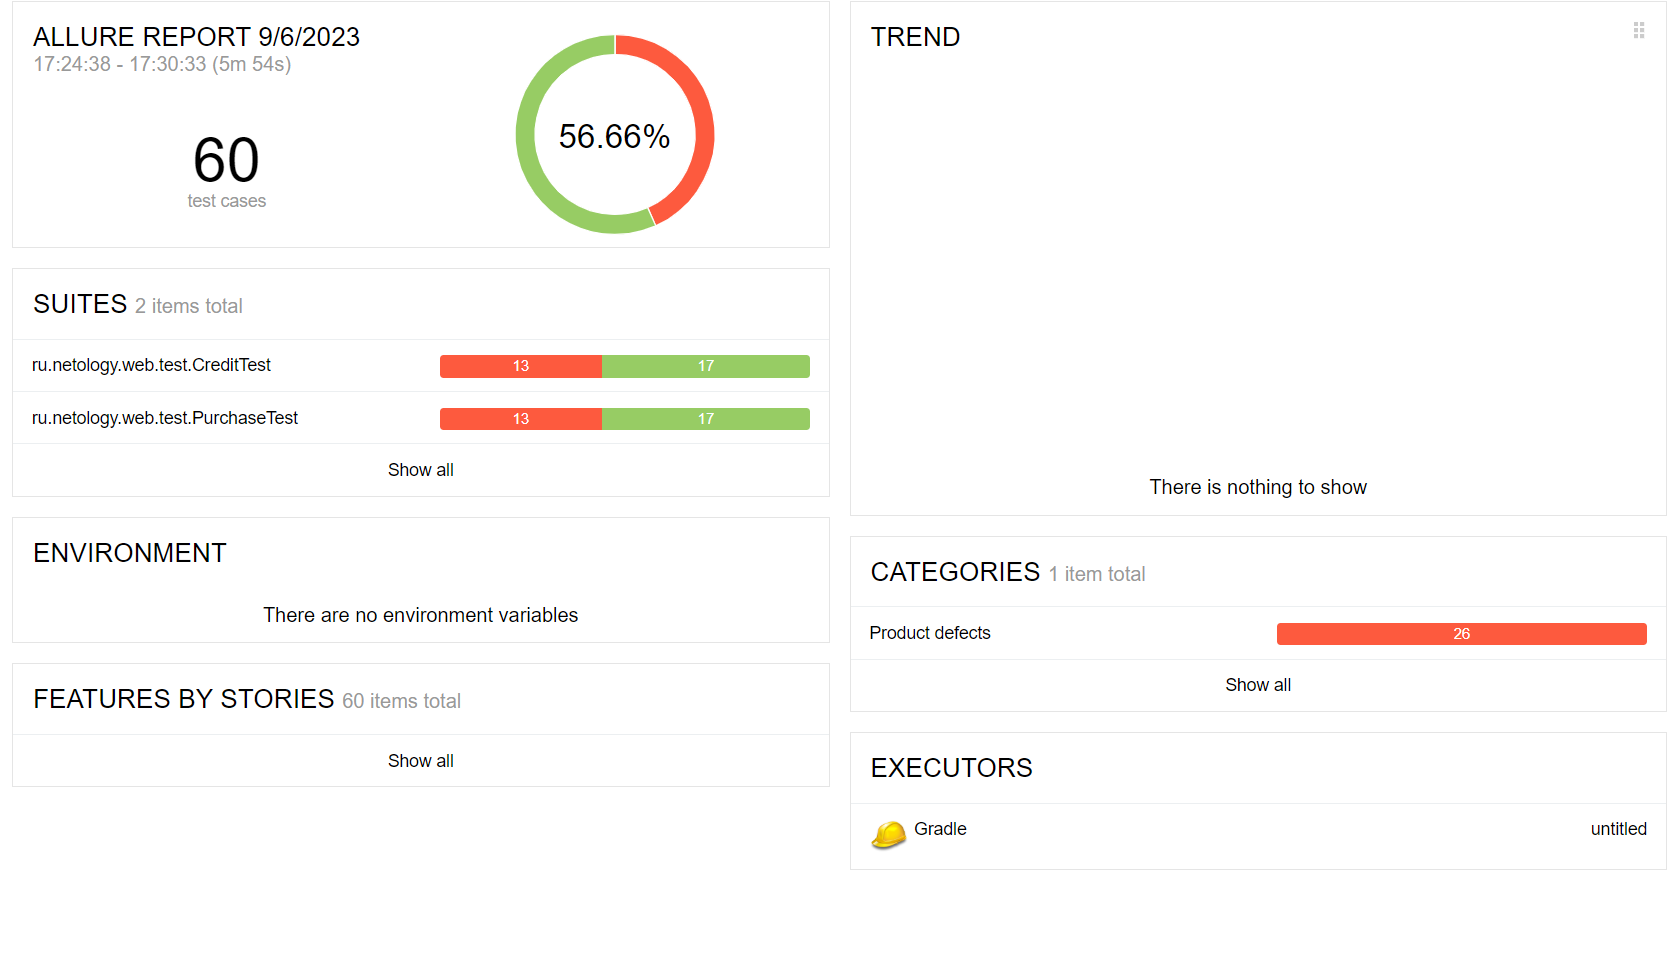 ALLURE REPORT 9/6/2023
17:24:38 - 17:30:33 (5m 54s)
60
test cases
56.66%
SUITES 2 items total
ru.netology.web.test.CreditTest 13 17
ru.netology.web.test.PurchaseTest 13 17
Show all
ENVIRONMENT
There are no environment variables
FEATURES BY STORIES 60 items total
Show all
TREND
There is nothing to show
CATEGORIES 1 item total
Product defects 26
Show all
EXECUTORS
Gradle untitled